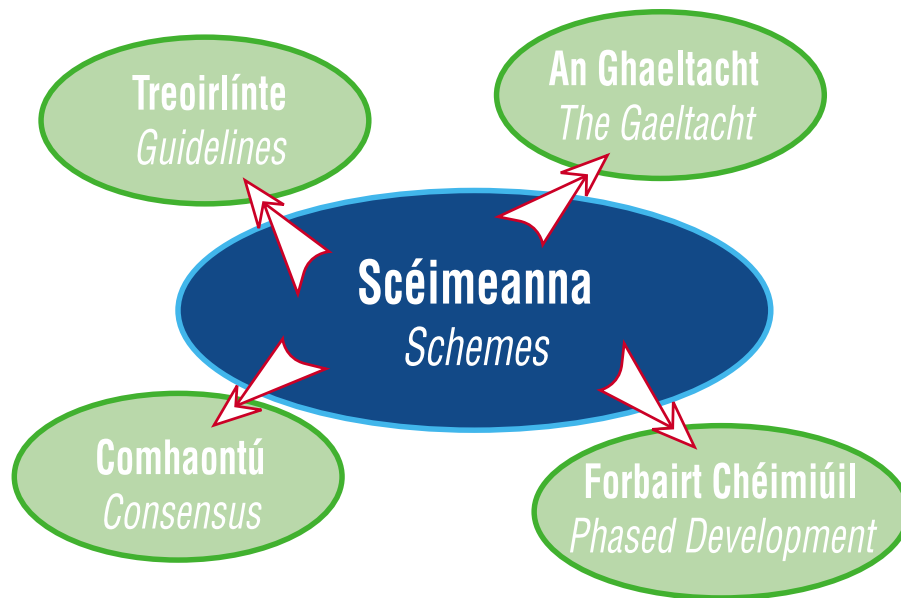 Treoirlínte
Guidelines
An Ghaeltacht
The Gaeltacht
Scéimeanna
Schemes
Comhaontú
Consensus
Forbairt Chéimiúil
Phased Development